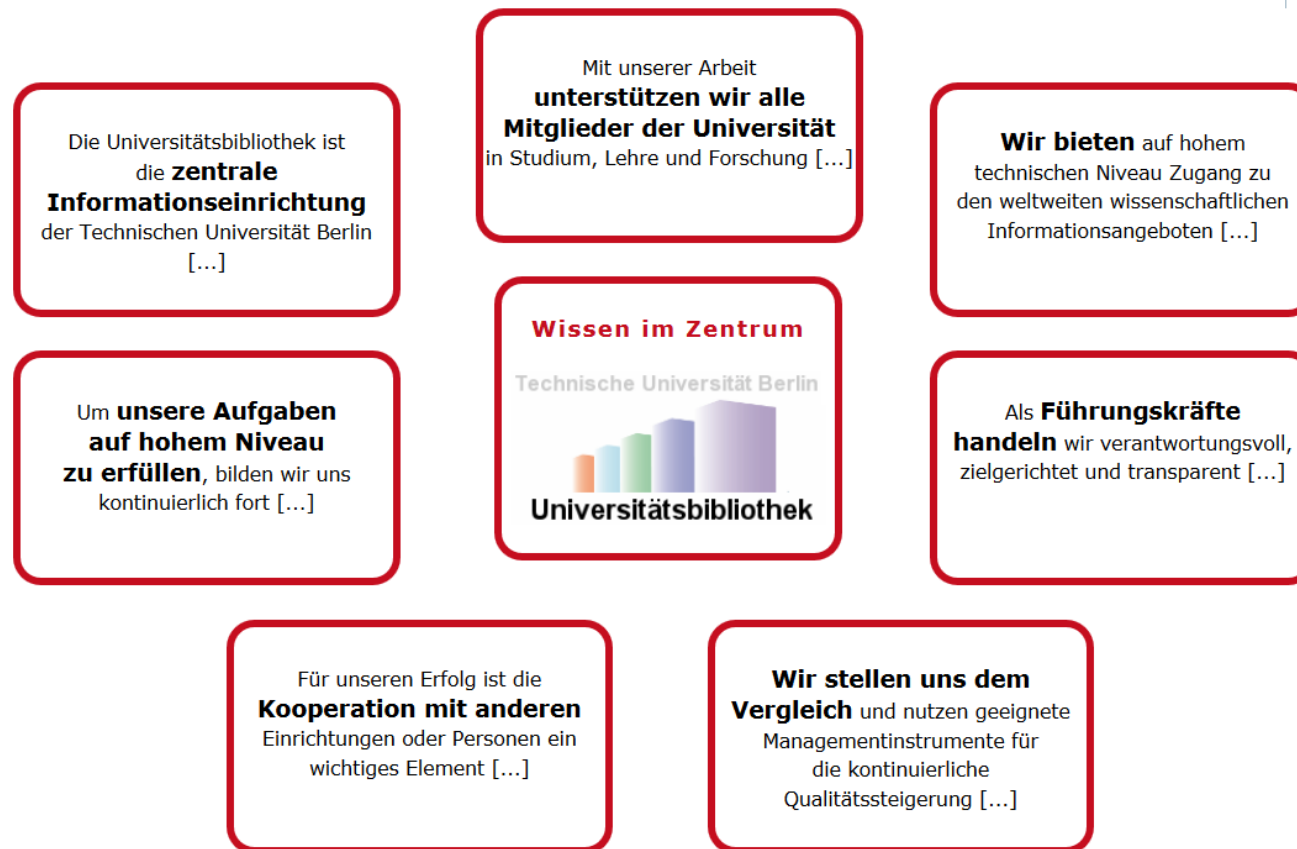 Mit unserer Arbeit
unterstützen wir alle
Mitglieder der Universität
in Studium, Lehre und Forschung [...]
Die Universitätsbibliothek ist
die zentrale
Informationseinrichtung
der Technischen Universität Berlin
[...]
Wir bieten auf hohem
technischen Niveau Zugang zu
den weltweiten wissenschaftlichen
Informationsangeboten [...]
Wissen im Zentrum
Technische Universität Berlin
Universitätsbibliothek
Um unsere Aufgaben
auf hohem Niveau
zu erfüllen, bilden wir uns
kontinuierlich fort [...]
Als Führungskräfte
handeln wir verantwortungsvoll,
zielgerichtet und transparent [...]
Für unseren Erfolg ist die
Kooperation mit anderen
Einrichtungen oder Personen ein
wichtiges Element [...]
Wir stellen uns dem
Vergleich und nutzen geeignete
Managementinstrumente für
die kontinuierliche
Qualitätssteigerung [...]